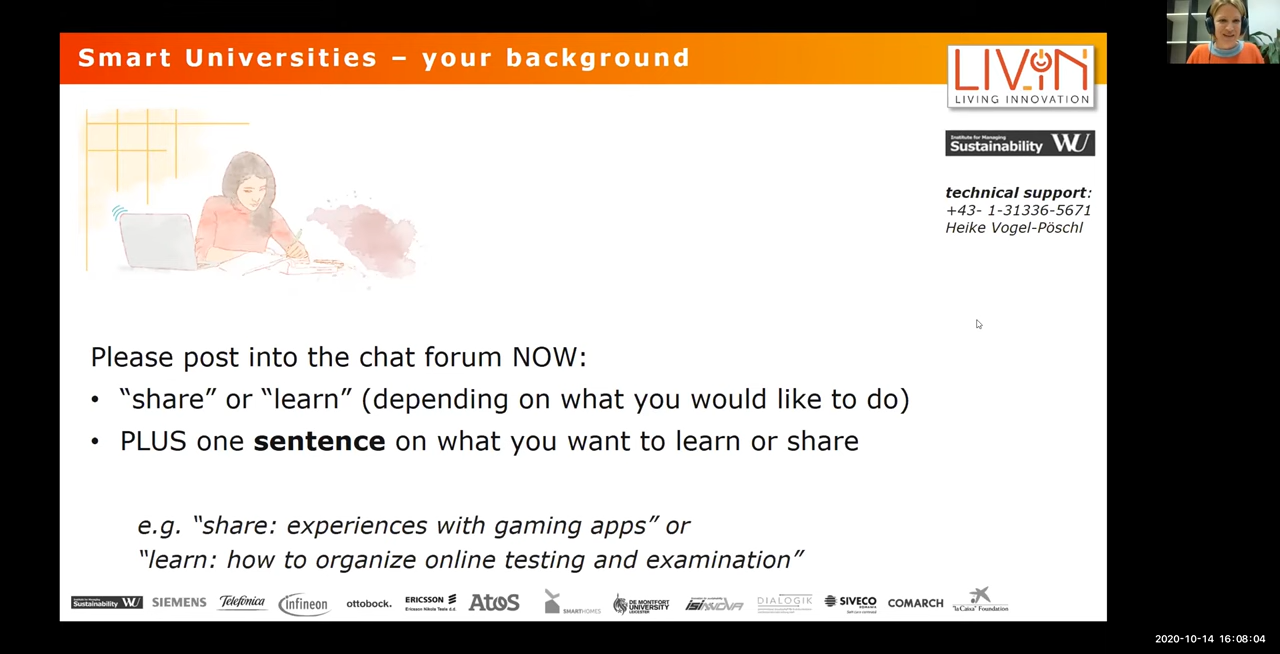 Smart Universities – your background
LIV_IN
LIVING INNOVATION
Institute for Managing
Sustainability WU
technical support:
+43- 1-31336-5671
Heike Vogel-Pöschl
Please post into the chat forum NOW:
• “share” or “learn” (depending on what you would like to do)
• PLUS one sentence on what you want to learn or share
e.g. “share: experiences with gaming apps” or
“learn: how to organize online testing and examination”
Sustainability WU
SIEMENS
Telefónica
Infineon
ottobock.
ERICSSON
Ericsson Nikola Tesla d.d.
AtoS
SMARTHOMES
DE MONTFORT
UNIVERSITY
LEICESTER
ISINNOVA
DIALOGIK
SIVECO
ROMANIA
COMARCH
"la Caixa" Foundation
2020-10-14 16:08:04